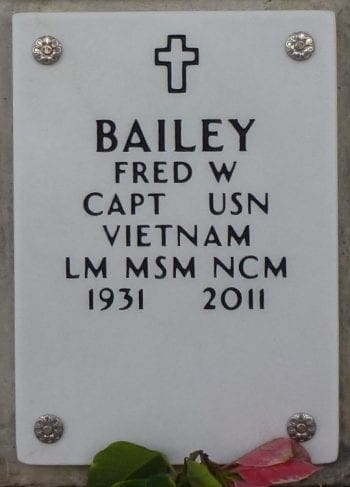 BAILEY
FRED W
CAPT USN
VIETNAM
LM MSM NCM
1931 2011